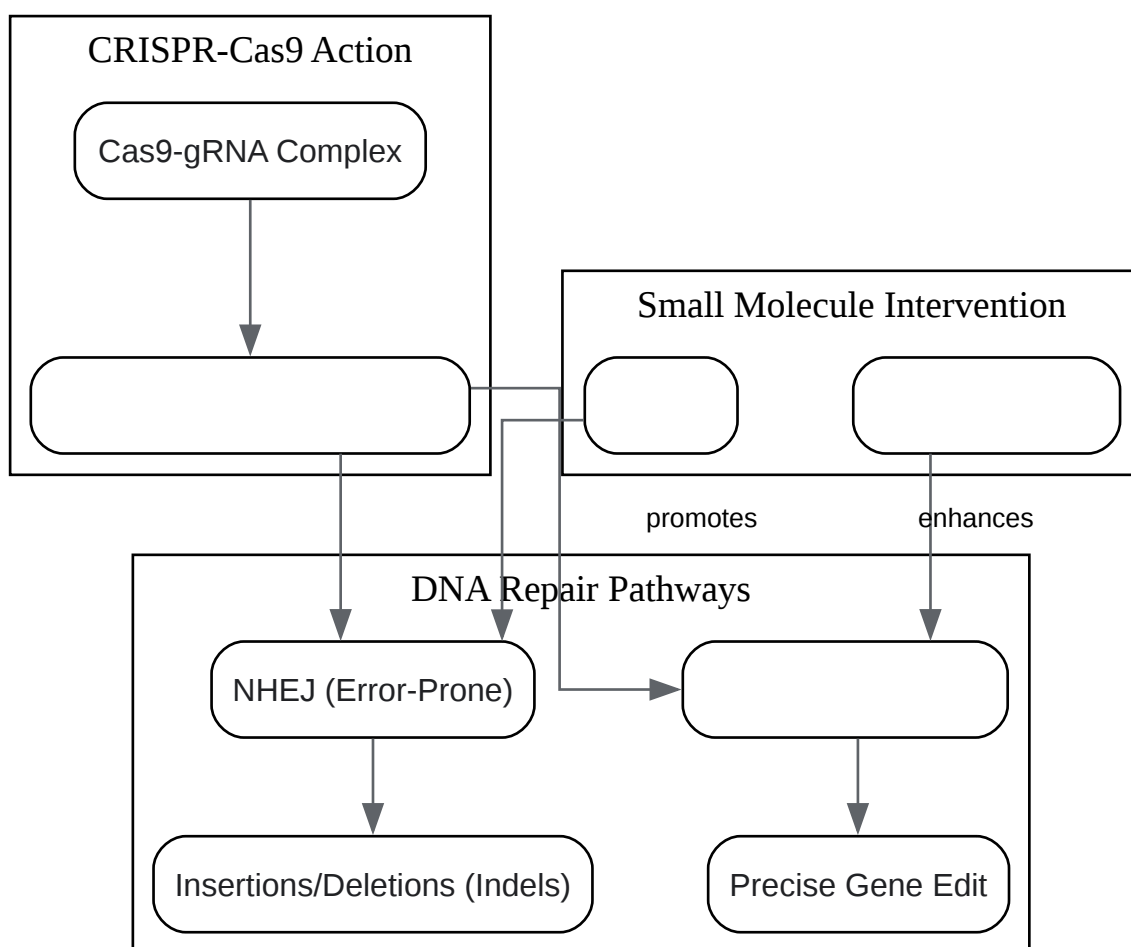 CRISPR-Cas9 Action
Cas9-gRNA Complex
Small Molecule Intervention
promotes
enhances
DNA Repair Pathways
NHEJ (Error-Prone)
Insertions/Deletions (Indels)
Precise Gene Edit